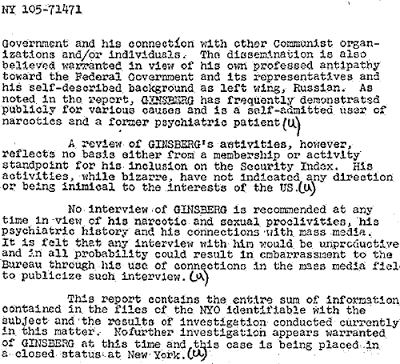 NY 105-71471
Government and his connection with other Communist organ-
izations and/or individuals. The dissemination is also
believed warranted in view of his own professed antipathy
toward the Federal Government and its representatives and
his self-described background as left wing, Russian. As
noted in the report, GINSBERG has frequently demonstrated
publicly for various causes and is a self-admitted user of
narcotics and a former psychiatric patient. (u)
A review of GINSBERG's activities, however,
reflects no basis either from a membership or activity
standpoint for his inclusion on the Security Index. His
activities, while bizarre, have not indicated any direction
or being inimical to the interests of the US. (u)
No interview of GINSBERG is recommended at any
time in view of his narcotic and sexual proclivities, his
psychiatric history and his connections with mass media.
It is felt that any interview with him would be unproductive
and in all probability could result in embarrassment to the
Bureau through his use of connections in the mass media fiel
to publicize such interview. (u)
This report contains the entire sum of information
contained in the files of the NYO identifiable with the
subject and the results of investigation conducted currently
in this matter. No further investigation appears warranted
of GINSBERG at this time and this case is being placed in
a closed status at New York. (u)